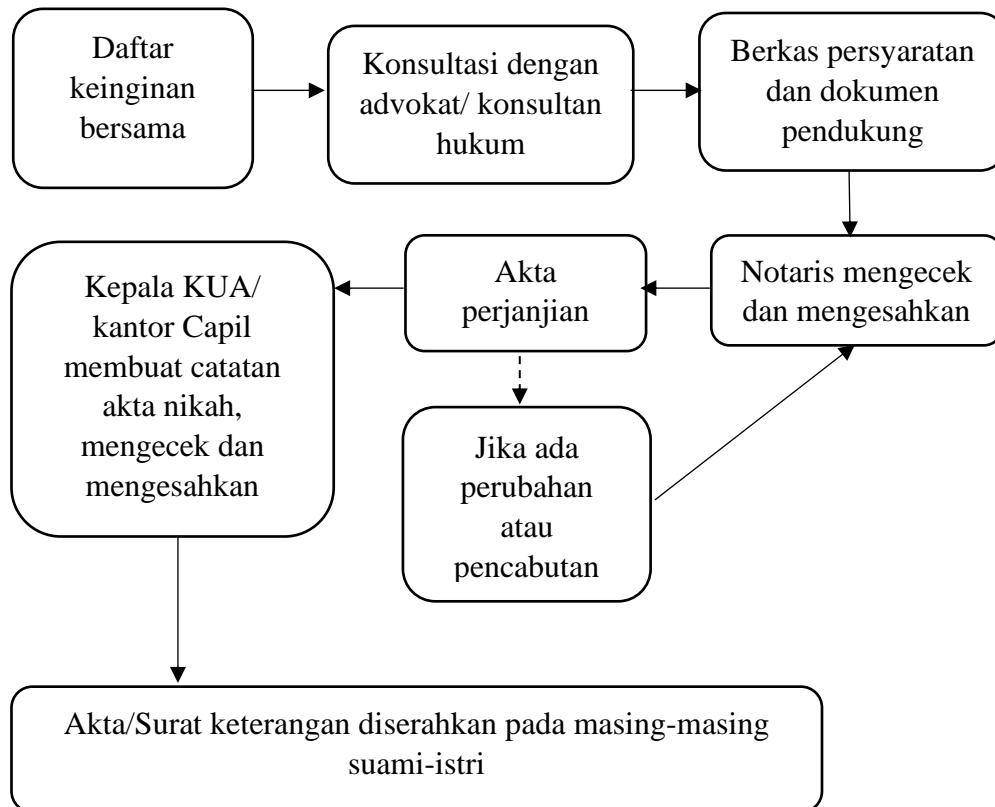 Daftar
keinginan
bersama
Konsultasi dengan
advokat/ konsultan
hukum
Berkas persyaratan
dan dokumen
pendukung
Notaris mengecek
dan mengesahkan
Akta
perjanjian
Kepala KUA/
kantor Capil
membuat catatan
akta nikah,
mengecek dan
mengesahkan
Jika ada
perubahan
atau
pencabutan
Akta/Surat keterangan diserahkan pada masing-masing
suami-istri